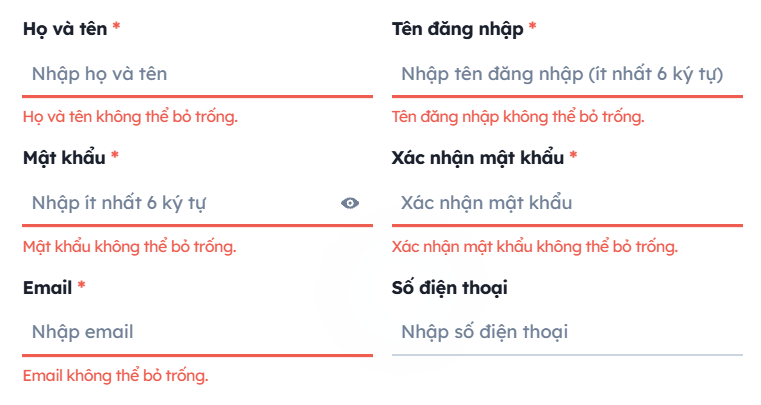 Họ và tên *
Tên đăng nhập *
Nhập họ và tên
Nhập tên đăng nhập (ít nhất 6 ký tự)
Họ và tên không thể bỏ trống.
Tên đăng nhập không thể bỏ trống.
Mật khẩu *
Xác nhận mật khẩu *
Nhập ít nhất 6 ký tự
Xác nhận mật khẩu
Mật khẩu không thể bỏ trống.
Xác nhận mật khẩu không thể bỏ trống.
Email *
Số điện thoại
Nhập email
Nhập số điện thoại
Email không thể bỏ trống.